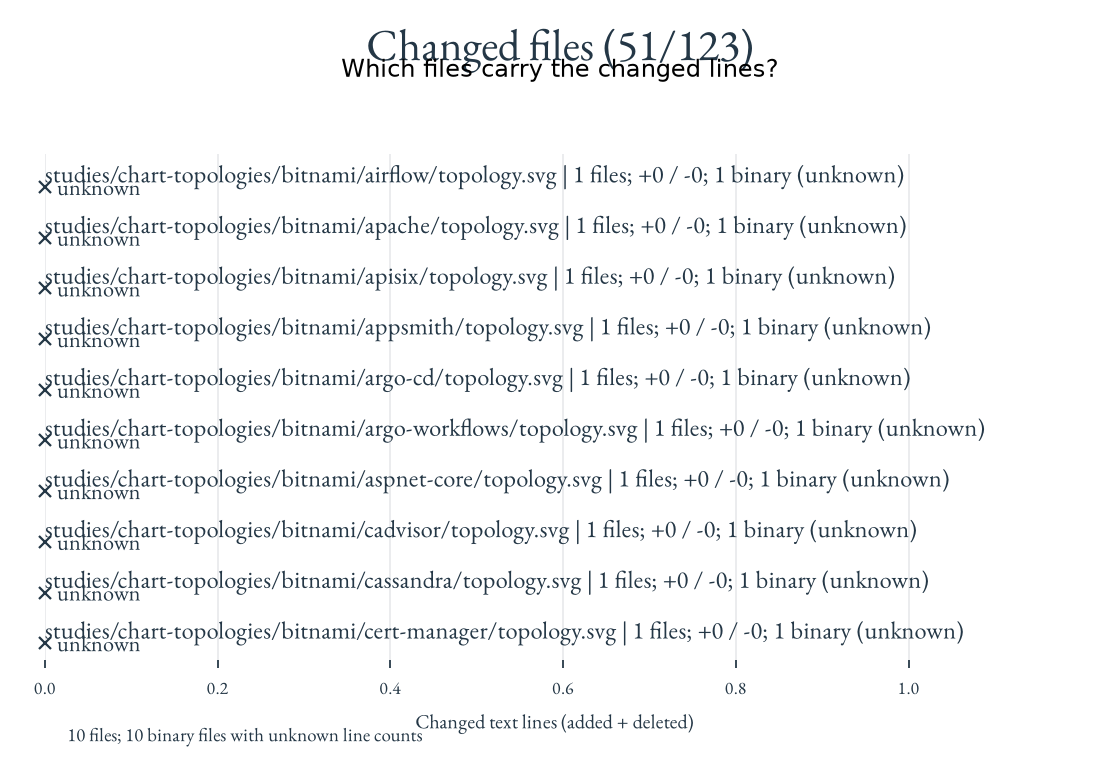 Changed files (51/123)
Which files carry the changed lines?
studies/chart-topologies/bitnami/airflow/topology.svg | 1 files; +0 / -0; 1 binary (unknown)
unknown
studies/chart-topologies/bitnami/apache/topology.svg | 1 files; +0 / -0; 1 binary (unknown)
unknown
studies/chart-topologies/bitnami/apisix/topology.svg | 1 files; +0 / -0; 1 binary (unknown)
unknown
studies/chart-topologies/bitnami/appsmith/topology.svg | 1 files; +0 / -0; 1 binary (unknown)
unknown
studies/chart-topologies/bitnami/argo-cd/topology.svg | 1 files; +0 / -0; 1 binary (unknown)
unknown
studies/chart-topologies/bitnami/argo-workflows/topology.svg | 1 files; +0 / -0; 1 binary (unknown)
unknown
studies/chart-topologies/bitnami/aspnet-core/topology.svg | 1 files; +0 / -0; 1 binary (unknown)
unknown
studies/chart-topologies/bitnami/cadvisor/topology.svg | 1 files; +0 / -0; 1 binary (unknown)
unknown
studies/chart-topologies/bitnami/cassandra/topology.svg | 1 files; +0 / -0; 1 binary (unknown)
unknown
studies/chart-topologies/bitnami/cert-manager/topology.svg | 1 files; +0 / -0; 1 binary (unknown)
unknown
0.0 0.2 0.4 0.6 0.8 1.0
Changed text lines (added + deleted)
10 files; 10 binary files with unknown line counts